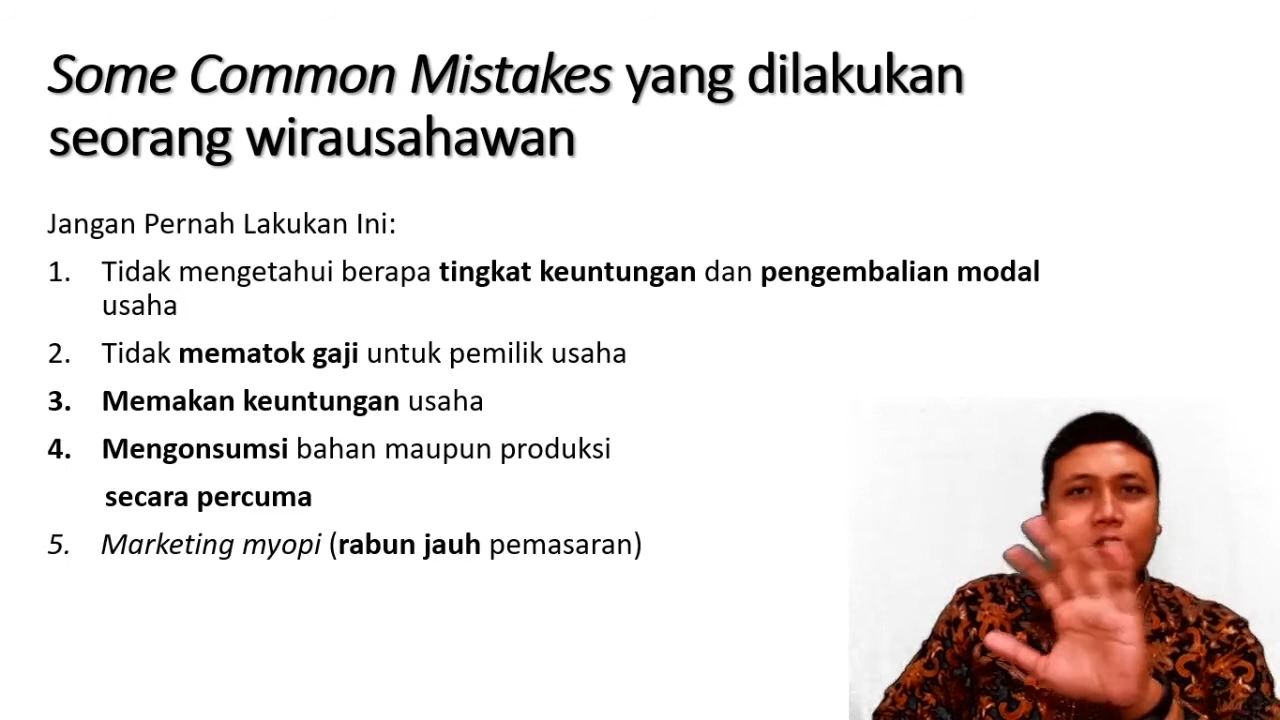 Some Common Mistakes yang dilakukan
seorang wirausahawan
Jangan Pernah Lakukan Ini:
1. Tidak mengetahui berapa tingkat keuntungan dan pengembalian modal
usaha
2. Tidak mematok gaji untuk pemilik usaha
3. Memakan keuntungan usaha
4. Mengonsumsi bahan maupun produksi
secara percuma
5. Marketing myopi (rabun jauh pemasaran)